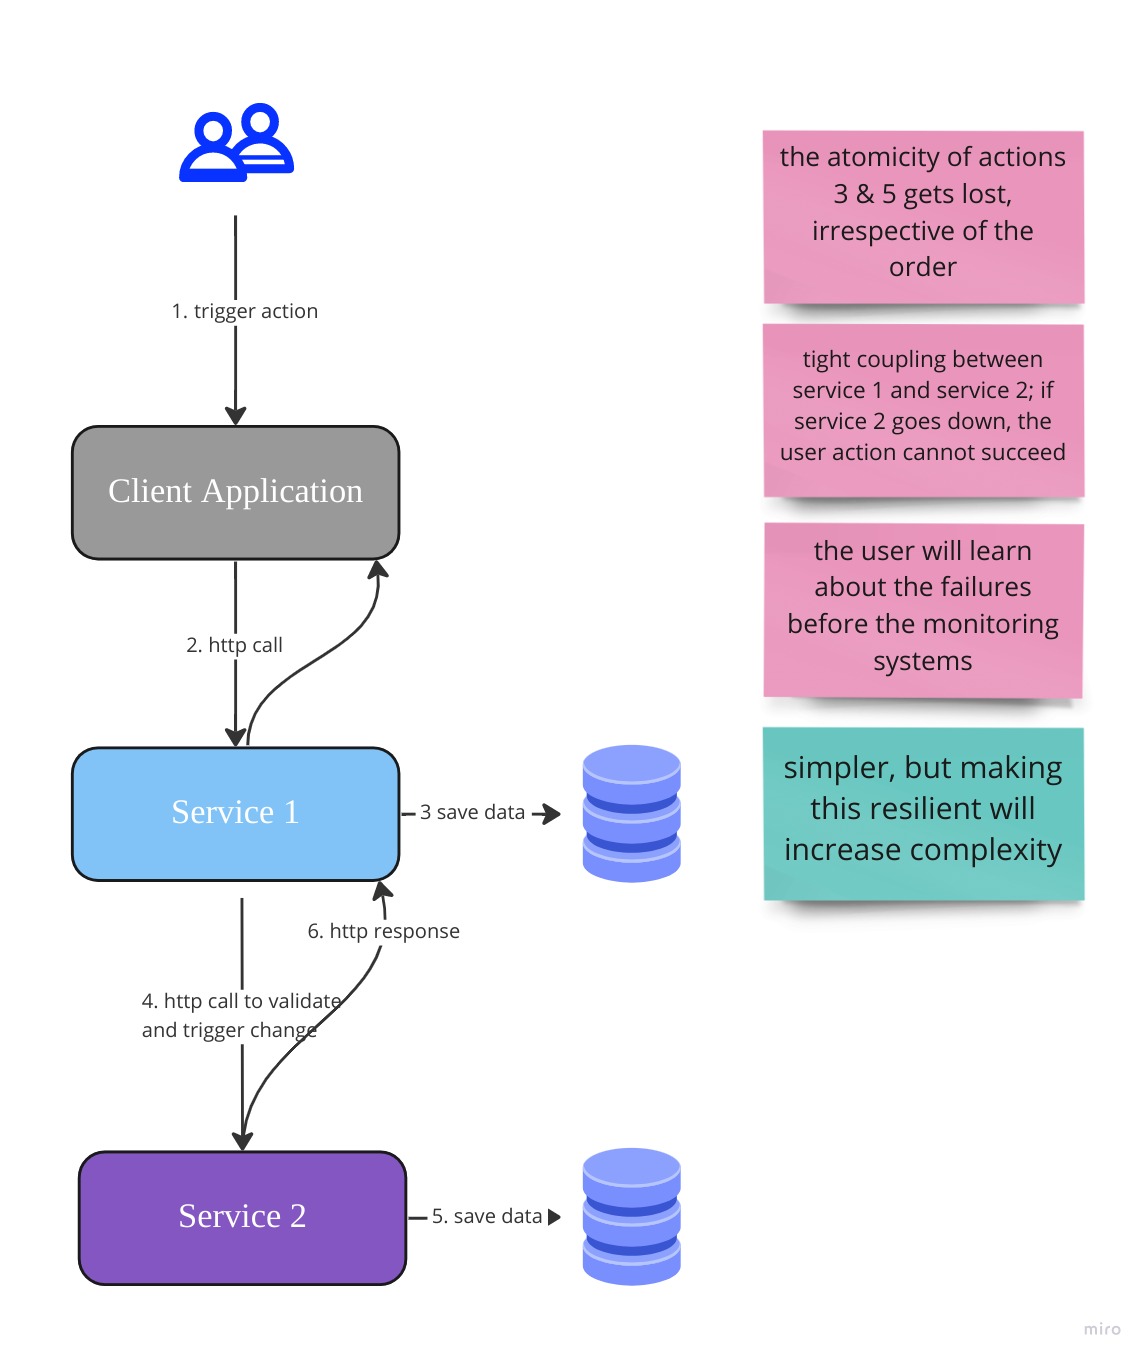 the atomicity of actions
3 & 5 gets lost,
irrespective of the
order
1. trigger action
tight coupling between
service 1 and service 2; if
service 2 goes down, the
user action cannot succeed
Client Application
the user will learn
about the failures
before the monitoring
systems
2. http call
simpler, but making
this resilient will
increase complexity
Service 1
3 save data
6. http response
4. http call to validate
and trigger change
Service 2
5. save data
miro